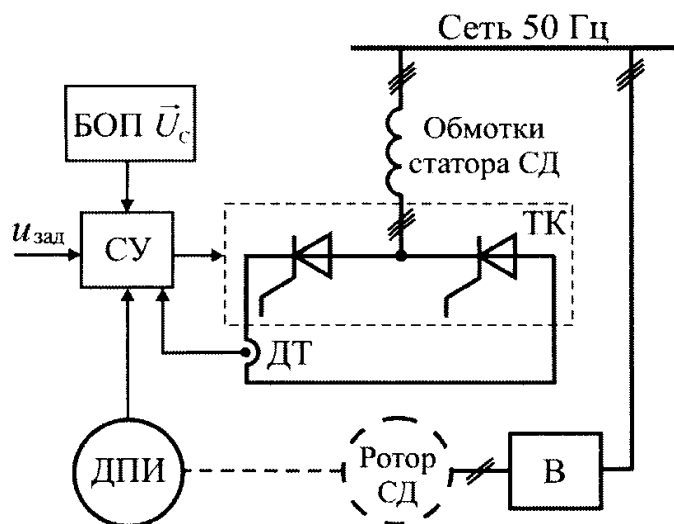 Сеть 50 Гц
БОП U⃗с
Обмотки
статора СД
ТК
uзад
СУ
ДТ
ДПИ
Ротор
СД
В